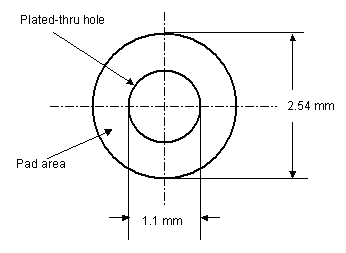 Plated-thru hole
2.54 mm
Pad area
1.1 mm